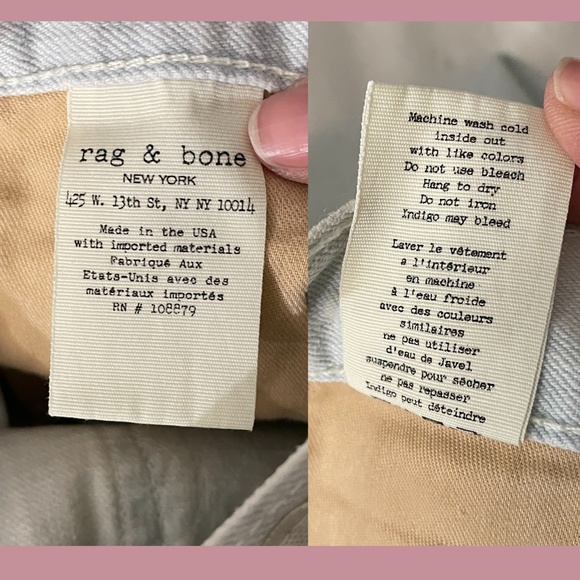 rag & bone
NEW YORK
425 W. 13th St, NY NY 10014
Made in the USA
with imported materials
Fabriqué Aux
Etats-Unis avec des
matériaux importés
RN # 108879
Machine wash cold
inside out
with like colors
Do not use bleach
Hang to dry
Do not iron
Indigo may bleed
Laver le vêtement
a l'intérieur
en machine
à l'eau froide
avec des couleurs
similaires
ne pas utiliser
d'eau de Javel
suspendre pour sécher
ne pas repasser
Indigo peut déteindre